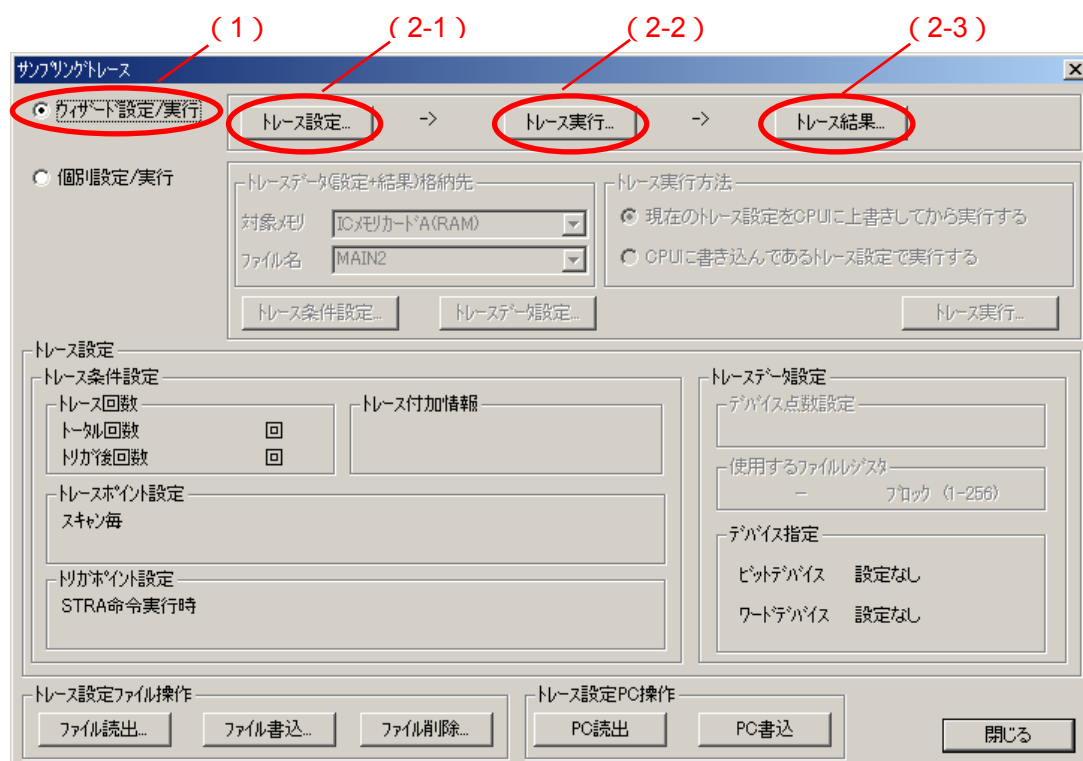 （1） （2-1） （2-2） （2-3）
サンプリングトレース
ウィザード設定/実行 トレース設定... -> トレース実行... -> トレース結果...
個別設定/実行
トレースデータ(設定+結果)格納先
対象メモリ ICメモリカードA(RAM)
ファイル名 MAIN2
トレース実行方法
現在のトレース設定をCPUに上書きしてから実行する
CPUに書き込んであるトレース設定で実行する
トレース条件設定... トレースデータ設定... トレース実行...
トレース設定
トレース条件設定
トレース回数
トータル回数 回
トリガ後回数 回
トレース付加情報
トレースポイント設定
スキャン毎
トリガポイント設定
STRA命令実行時
トレースデータ設定
デバイス点数設定
使用するファイルレジスタ
－ ブロック (1-256)
デバイス指定
ビットデバイス 設定なし
ワードデバイス 設定なし
トレース設定ファイル操作
ファイル読出... ファイル書込... ファイル削除...
トレース設定PC操作
PC読出 PC書込
閉じる